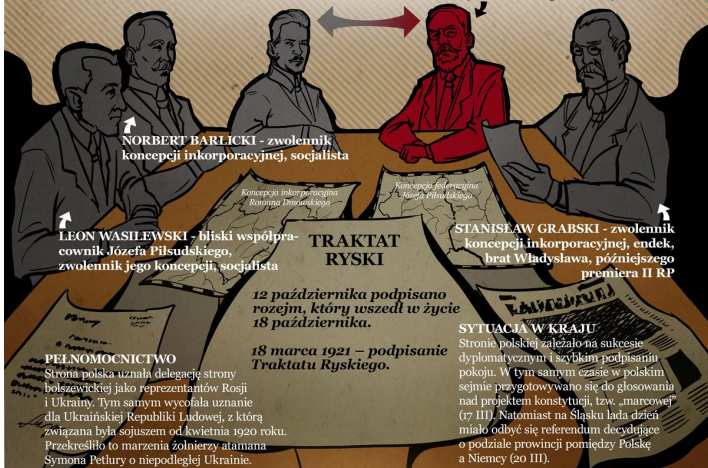 NORBERT BARLICKI - zwolennik
koncepcji inkorporacyjnej, socjalista
Koncepcja inkorporacyjna
Romana Dmowskiego
Koncepcja federacyjna
Józefa Piłsudskiego
LEON WASILEWSKI - bliski współpra-
cownik Józefa Piłsudskiego,
zwolennik jego koncepcji, socjalista
STANISŁAW GRABSKI - zwolennik
koncepcji inkorporacyjnej, endek,
brat Władysława, późniejszego
premiera II RP
TRAKTAT
RYSKI
12 października podpisano
rozejm, który wszedł w życie
18 października.
18 marca 1921 – podpisanie
Traktatu Ryskiego.
PEŁNOMOCNICTWO
Strona polska uznała delegację strony
bolszewickiej jako reprezentantów Rosji
i Ukrainy. Tym samym wycofała uznanie
dla Ukraińskiej Republiki Ludowej, z którą
związana była sojuszem od kwietnia 1920 roku.
Przekreśliło to marzenia żołnierzy atamana
Symona Petlury o niepodległej Ukrainie.
SYTUACJA W KRAJU
Stronie polskiej zależało na sukcesie
dyplomatycznym i szybkim podpisaniu
pokoju. W tym samym czasie w polskim
sejmie przygotowywano się do głosowania
nad projektem konstytucji, tzw. „marcowej”
(17 III). Natomiast na Śląsku lada dzień
miało odbyć się referendum decydujące
o podziale prowincji pomiędzy Polskę
a Niemcy (20 III).